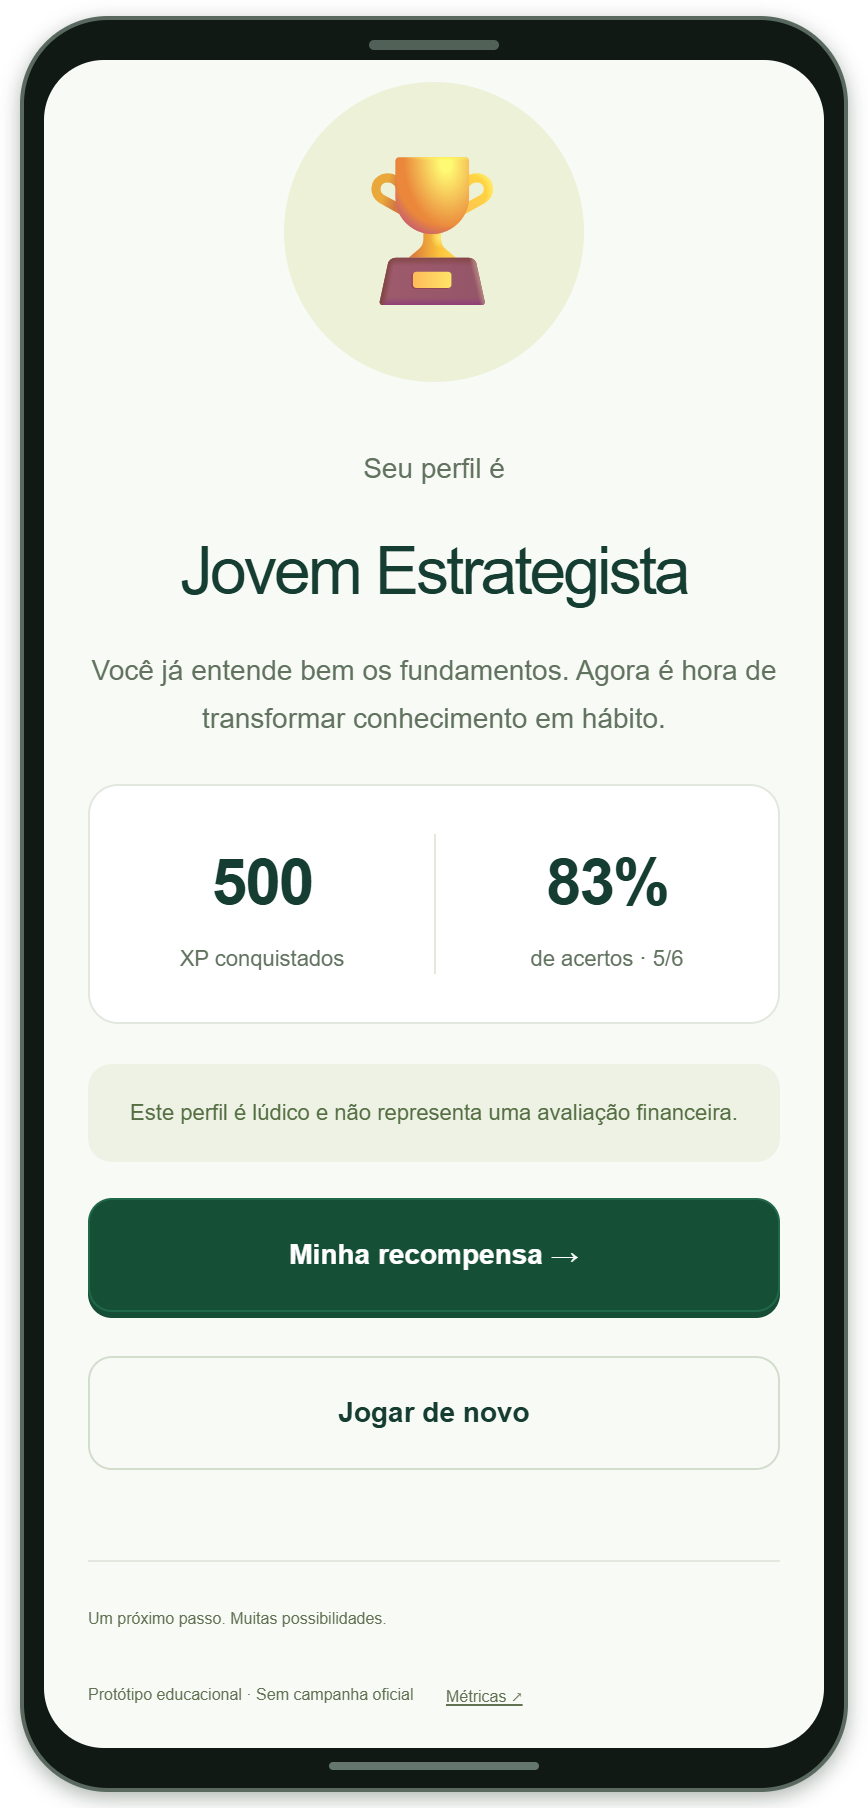 Seu perfil é
Jovem Estrategista
Você já entende bem os fundamentos. Agora é hora de
transformar conhecimento em hábito.
500
XP conquistados
83%
de acertos · 5/6
Este perfil é lúdico e não representa uma avaliação financeira.
Minha recompensa →
Jogar de novo
Um próximo passo. Muitas possibilidades.
Protótipo educacional · Sem campanha oficial Métricas ↗